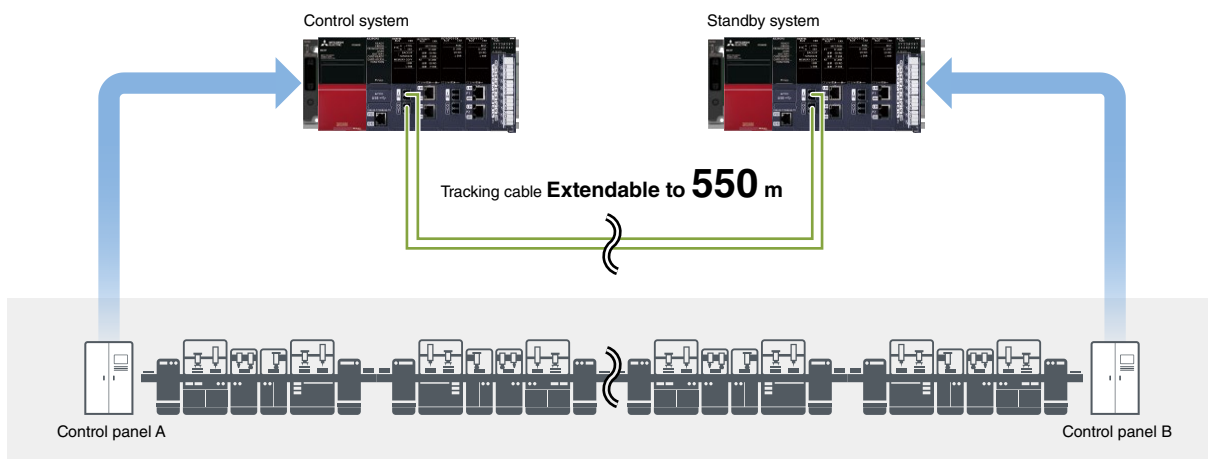 Control system
Standby system
Tracking cable Extendable to 550 m
Control panel A
Control panel B